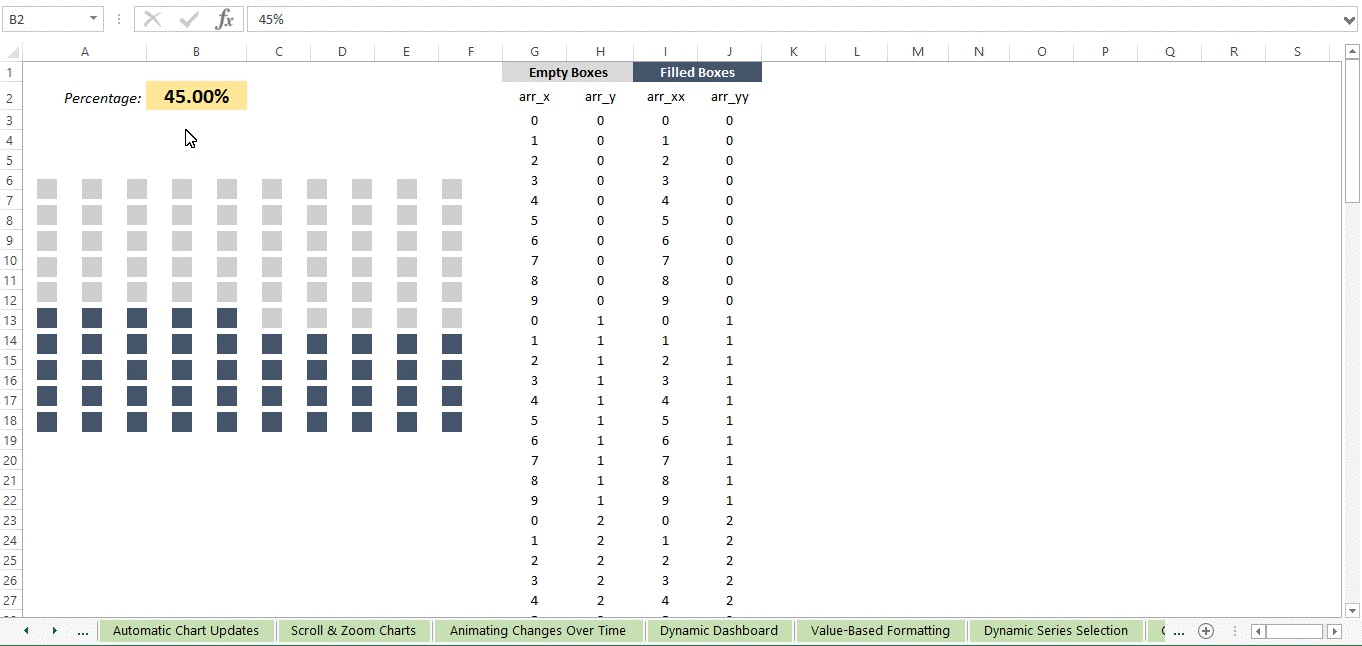 B2 fx 45%
A B C D E F G H I J K L M N O P Q R S
1 Empty Boxes Filled Boxes
2 Percentage: 45.00% arr_x arr_y arr_xx arr_yy
3 0 0 0 0
4 1 0 1 0
5 2 0 2 0
6 3 0 3 0
7 4 0 4 0
8 5 0 5 0
9 6 0 6 0
10 7 0 7 0
11 8 0 8 0
12 9 0 9 0
13 0 1 0 1
14 1 1 1 1
15 2 1 2 1
16 3 1 3 1
17 4 1 4 1
18 5 1 5 1
19 6 1 6 1
20 7 1 7 1
21 8 1 8 1
22 9 1 9 1
23 0 2 0 2
24 1 2 1 2
25 2 2 2 2
26 3 2 3 2
27 4 2 4 2
... Automatic Chart Updates Scroll & Zoom Charts Animating Changes Over Time Dynamic Dashboard Value-Based Formatting Dynamic Series Selection ...